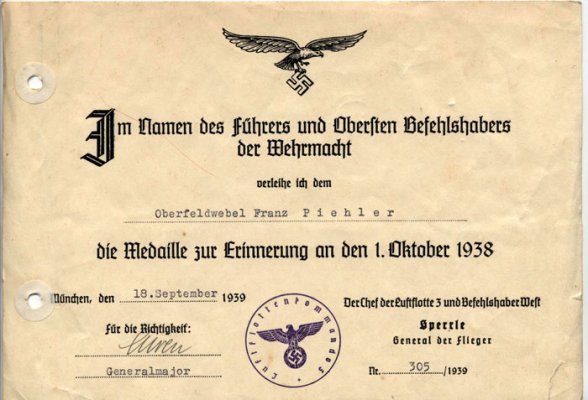 Im Namen des Führers und Obersten Befehlshabers
der Wehrmacht
verleihe ich dem
Oberfeldwebel Franz Piehler
die Medaille zur Erinnerung an den 1. Oktober 1938
München, den 18.September 1939
Der Chef der Luftflotte 3 und Befehlshaber West
Für die Richtigkeit:
Sperrle
General der Flieger
Generalmajor
Nr. 305 /1939
Luftflottenkommando 3